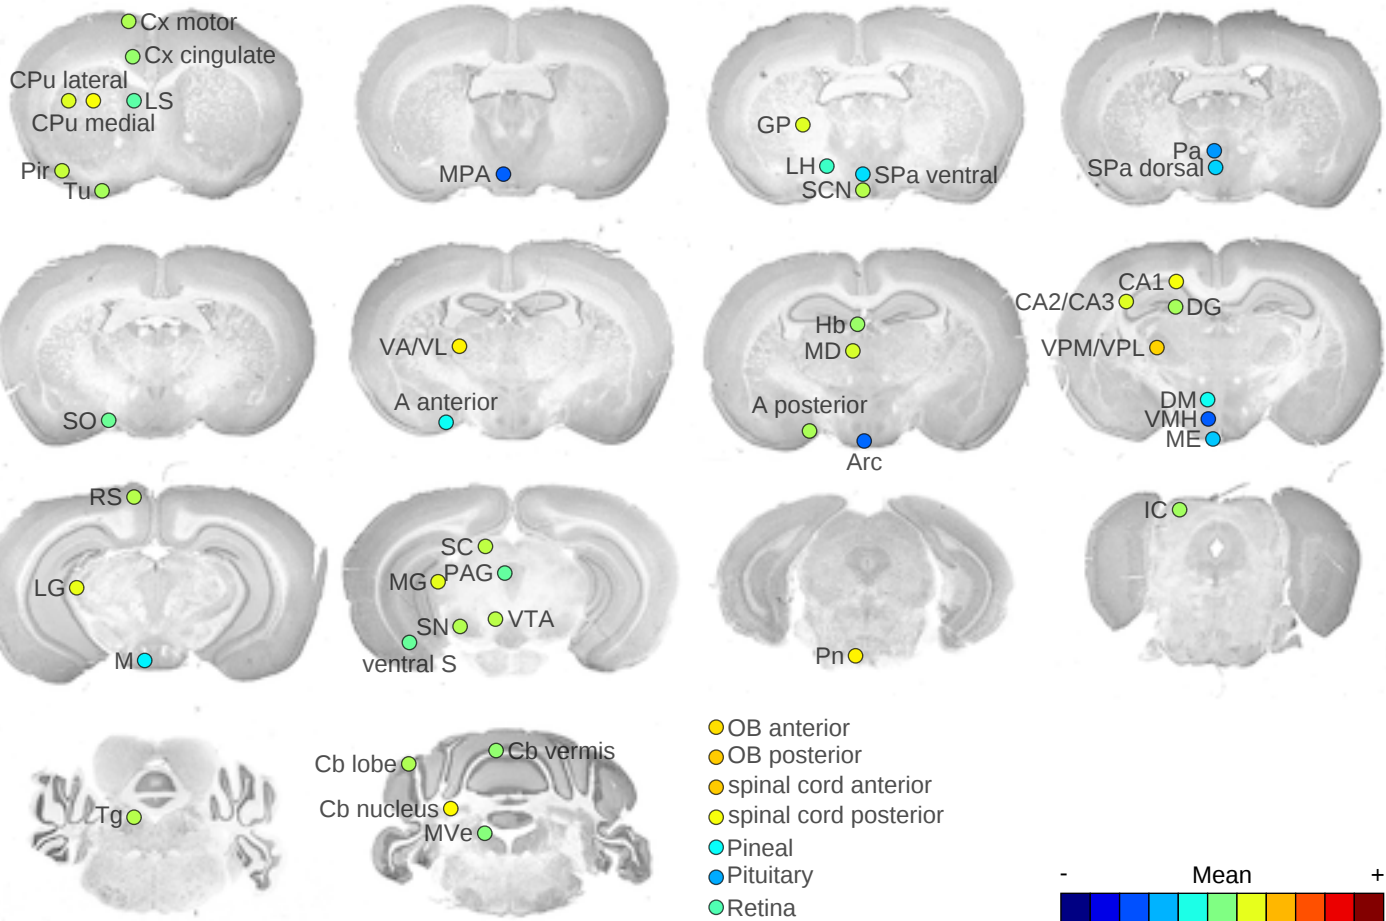 Cx motor
Cx cingulate
CPu lateral
LS
CPu medial
Pir
Tu
MPA
GP
LH
SPa ventral
SCN
Pa
SPa dorsal
SO
VA/VL
A anterior
Hb
MD
A posterior
Arc
CA1
CA2/CA3
DG
VPM/VPL
DM
VMH
ME
RS
LG
M
SC
PAG
MG
SN
VTA
ventral S
Pn
IC
Tg
Cb lobe
Cb vermis
Cb nucleus
MVe
OB anterior
OB posterior
spinal cord anterior
spinal cord posterior
Pineal
Pituitary
Retina
- Mean +